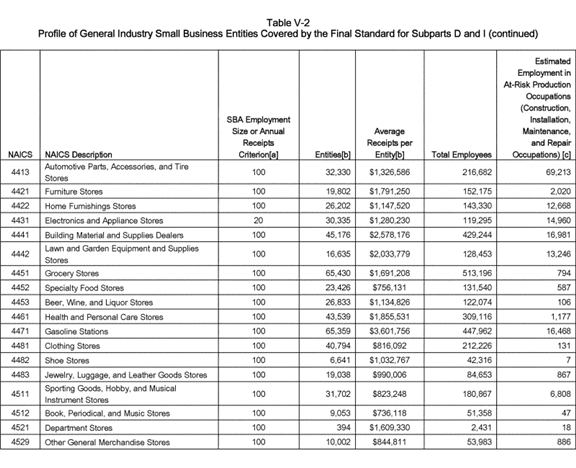 Table V-2
Profile of General Industry Small Business Entities Covered by the Final Standard for Subparts D and I (continued)
NAICS NAICS Description SBA Employment Size or Annual Receipts Criterion[a] Entities[b] Average Receipts per Entity[b] Total Employees Estimated Employment in At-Risk Production Occupations (Construction, Installation, Maintenance, and Repair Occupations) [c]
4413 Automotive Parts, Accessories, and Tire Stores 100 32,330 $1,326,586 216,682 69,213
4421 Furniture Stores 100 19,802 $1,791,250 152,175 2,020
4422 Home Furnishings Stores 100 26,202 $1,147,520 143,330 12,668
4431 Electronics and Appliance Stores 20 30,335 $1,280,230 119,295 14,960
4441 Building Material and Supplies Dealers 100 45,176 $2,578,176 429,244 16,981
4442 Lawn and Garden Equipment and Supplies Stores 100 16,635 $2,033,779 128,453 13,246
4451 Grocery Stores 100 65,430 $1,691,208 513,196 794
4452 Specialty Food Stores 100 23,426 $756,131 131,540 587
4453 Beer, Wine, and Liquor Stores 100 26,833 $1,134,826 122,074 106
4461 Health and Personal Care Stores 100 43,539 $1,855,531 309,116 1,177
4471 Gasoline Stations 100 65,359 $3,601,756 447,962 16,468
4481 Clothing Stores 100 40,794 $816,092 212,226 131
4482 Shoe Stores 100 6,641 $1,032,767 42,316 7
4483 Jewelry, Luggage, and Leather Goods Stores 100 19,038 $990,006 84,653 867
4511 Sporting Goods, Hobby, and Musical Instrument Stores 100 31,702 $823,248 180,867 6,808
4512 Book, Periodical, and Music Stores 100 9,053 $736,118 51,358 47
4521 Department Stores 100 394 $1,609,330 2,431 18
4529 Other General Merchandise Stores 100 10,002 $844,811 53,983 886